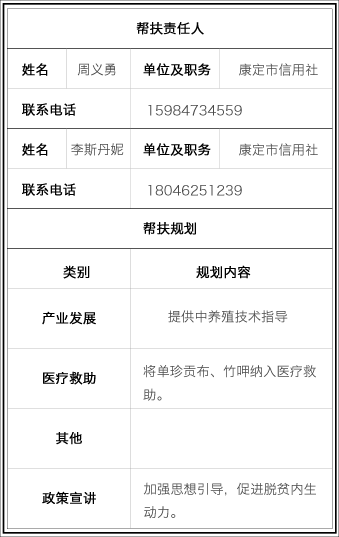 帮扶责任人
姓名 周义勇 单位及职务 康定市信用社
联系电话 15984734559
姓名 李斯丹妮 单位及职务 康定市信用社
联系电话 18046251239
帮扶规划
类别 规划内容
产业发展 提供中养殖技术指导
医疗救助 将单珍贡布、竹呷纳入医疗救
助。
其他
政策宣讲 加强思想引导，促进脱贫内生
动力。